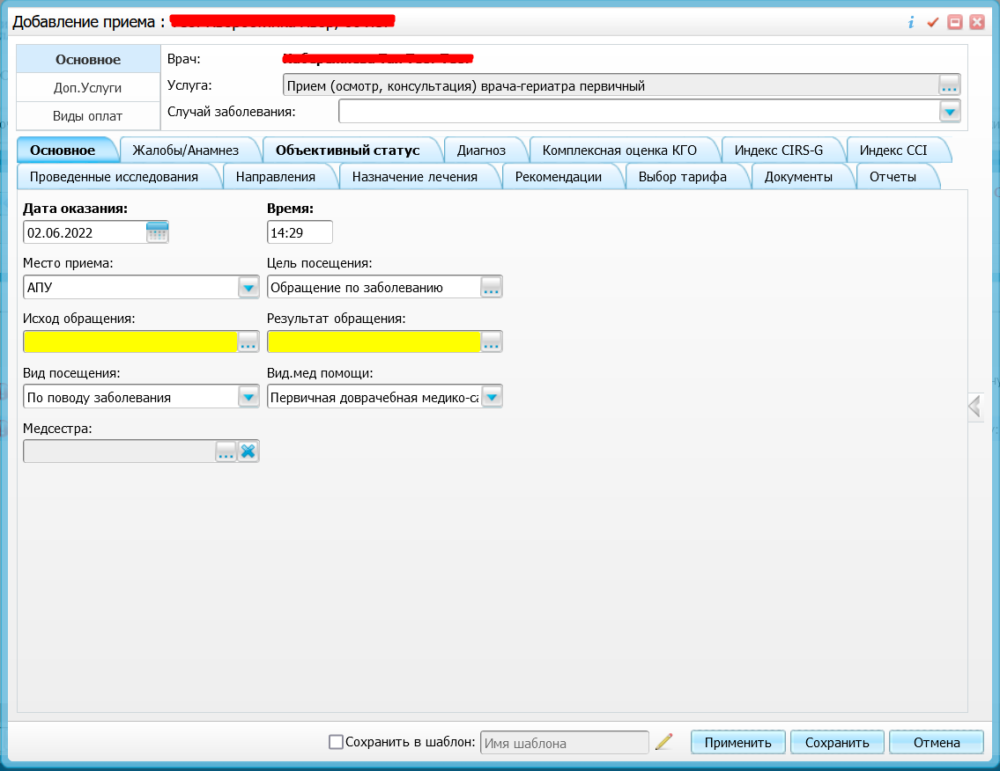 Добавление приема :
Основное
Доп.Услуги
Виды оплат
Врач:
Услуга: Прием (осмотр, консультация) врача-гериатра первичный ...
Случай заболевания:
Основное Жалобы/Анамнез Объективный статус Диагноз Комплексная оценка КГО Индекс CIRS-G Индекс CCI
Проведенные исследования Направления Назначение лечения Рекомендации Выбор тарифа Документы Отчеты
Дата оказания: Время:
02.06.2022 14:29
Место приема: Цель посещения:
АПУ Обращение по заболеванию ...
Исход обращения: Результат обращения:
... ...
Вид посещения: Вид.мед помощи:
По поводу заболевания Первичная доврачебная медико-са
Медсестра:
...
Сохранить в шаблон: Имя шаблона Применить Сохранить Отмена